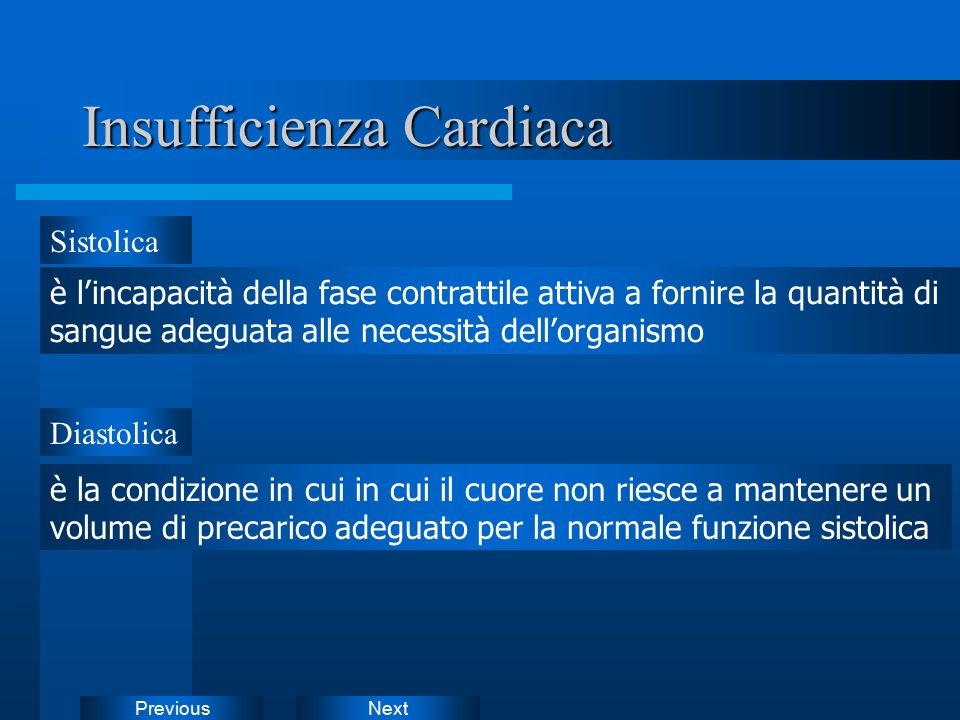 Insufficienza Cardiaca
Sistolica
è l’incapacità della fase contrattile attiva a fornire la quantità di
sangue adeguata alle necessità dell’organismo
Diastolica
è la condizione in cui in cui il cuore non riesce a mantenere un
volume di precarico adeguato per la normale funzione sistolica
Previous Next